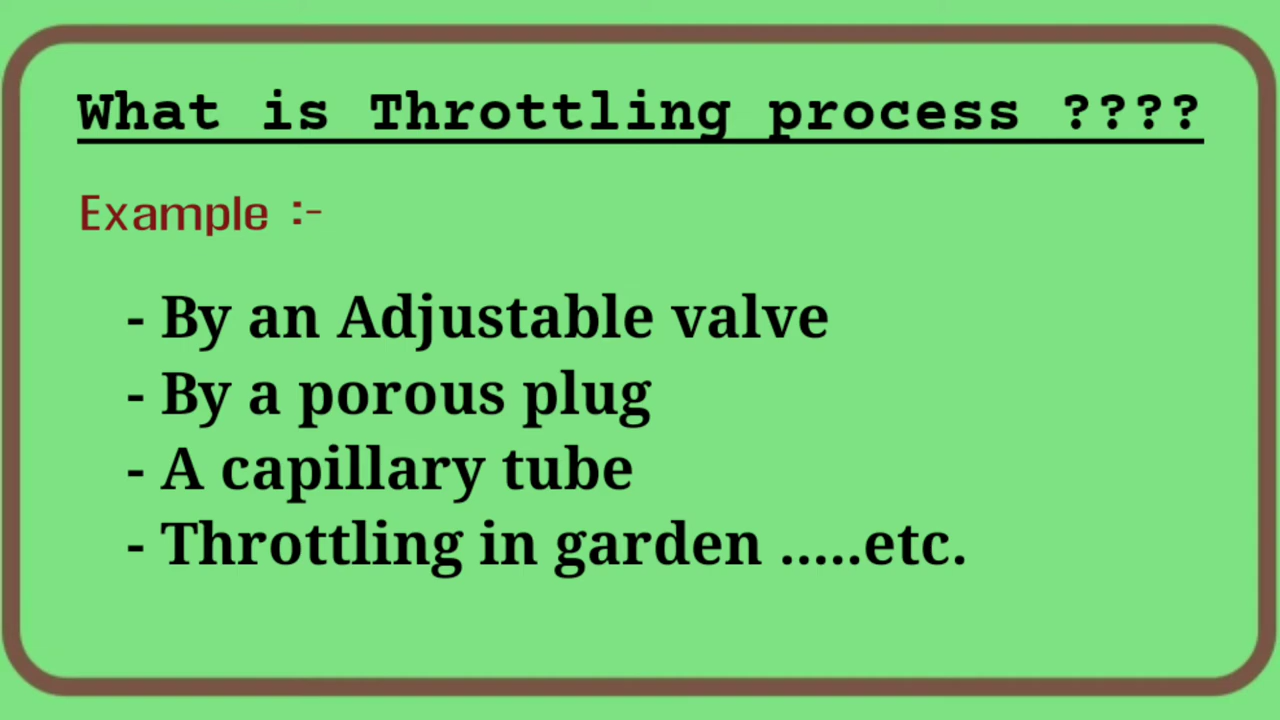 What is Throttling process ????
Example :-
- By an Adjustable valve
- By a porous plug
- A capillary tube
- Throttling in garden .....etc.